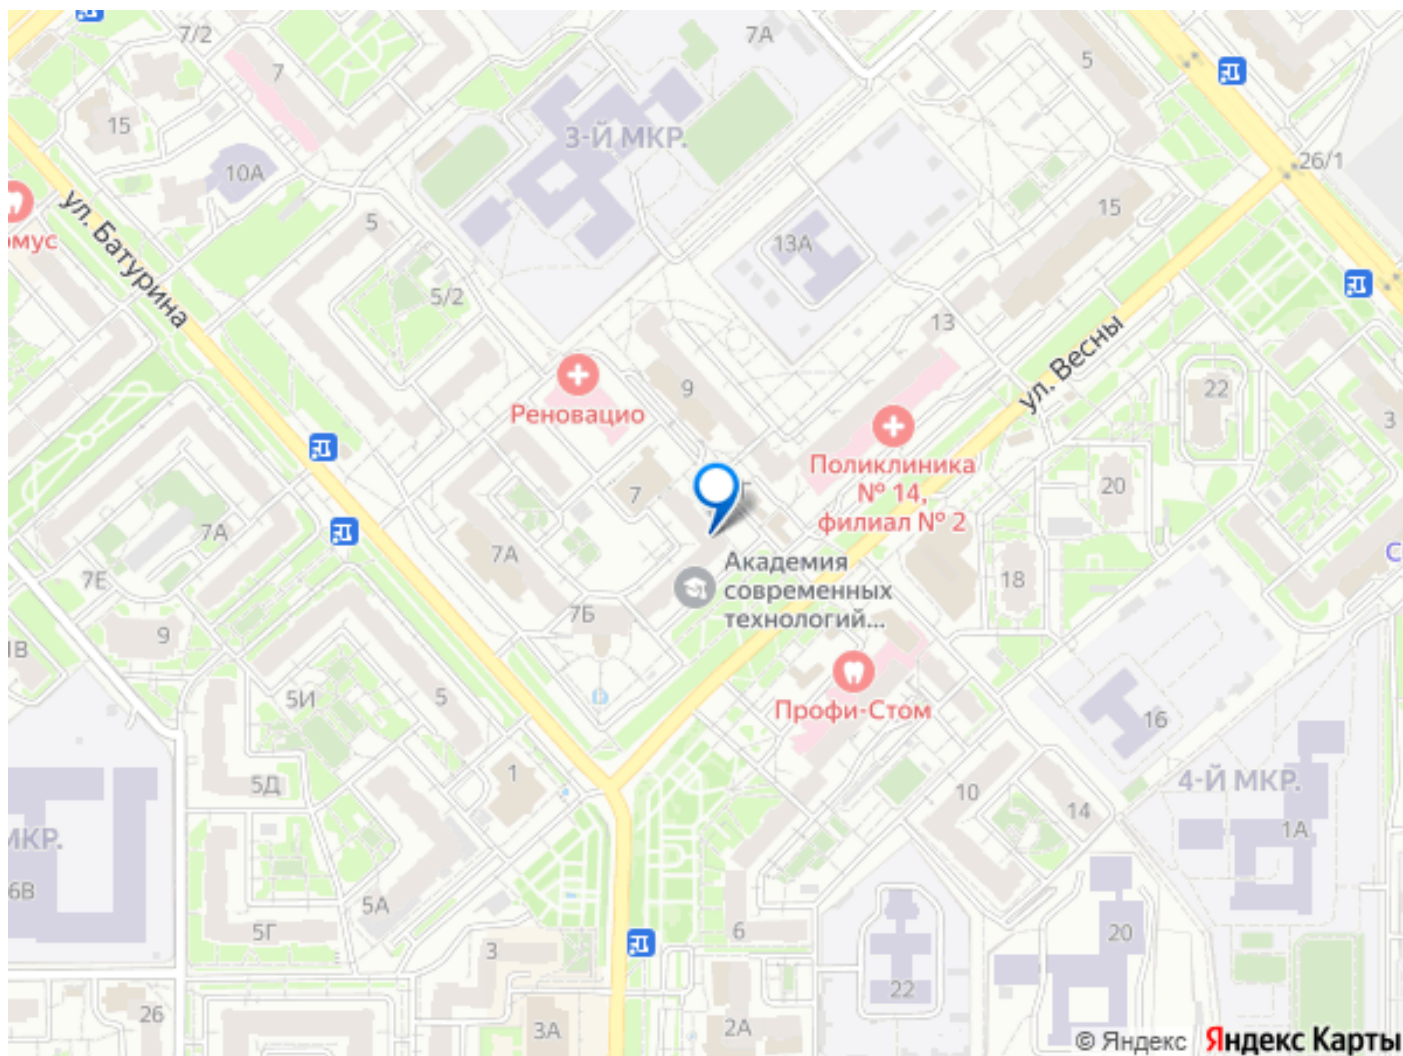 7/2
7А
5
7
15
3-Й МКР.
26/1
10А
15
5
ул. Батурина
13А
омус
5/2
13
ул. Весны
9
22
Реновацио
3
Поликлиника
№ 14,
филиал № 2
20
7
Г
7А
7А
Академия
современных
технологий...
18
7Е
7Б
9
1В
5И
5
Профи-Стом
16
1
5Д
10
14
4-Й МКР.
1А
МКР.
6В
5А
5Г
3
6
20
22
26
3А
2А
© Яндекс
Яндекс Карты